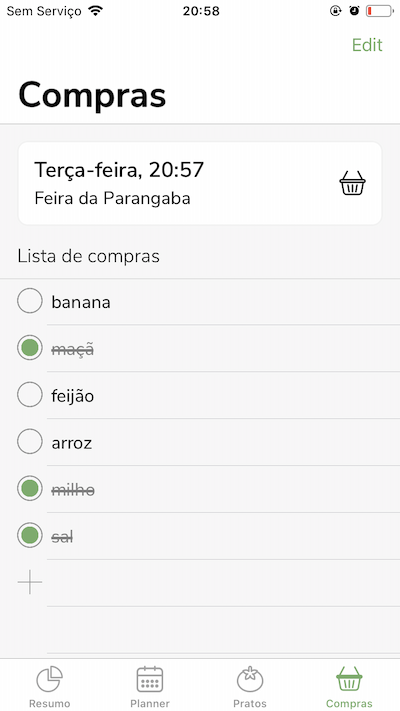 Sem Serviço 20:58
Edit
Compras
Terça-feira, 20:57
Feira da Parangaba
Lista de compras
banana
maçã
feijão
arroz
milho
sal
Resumo Planner Pratos Compras